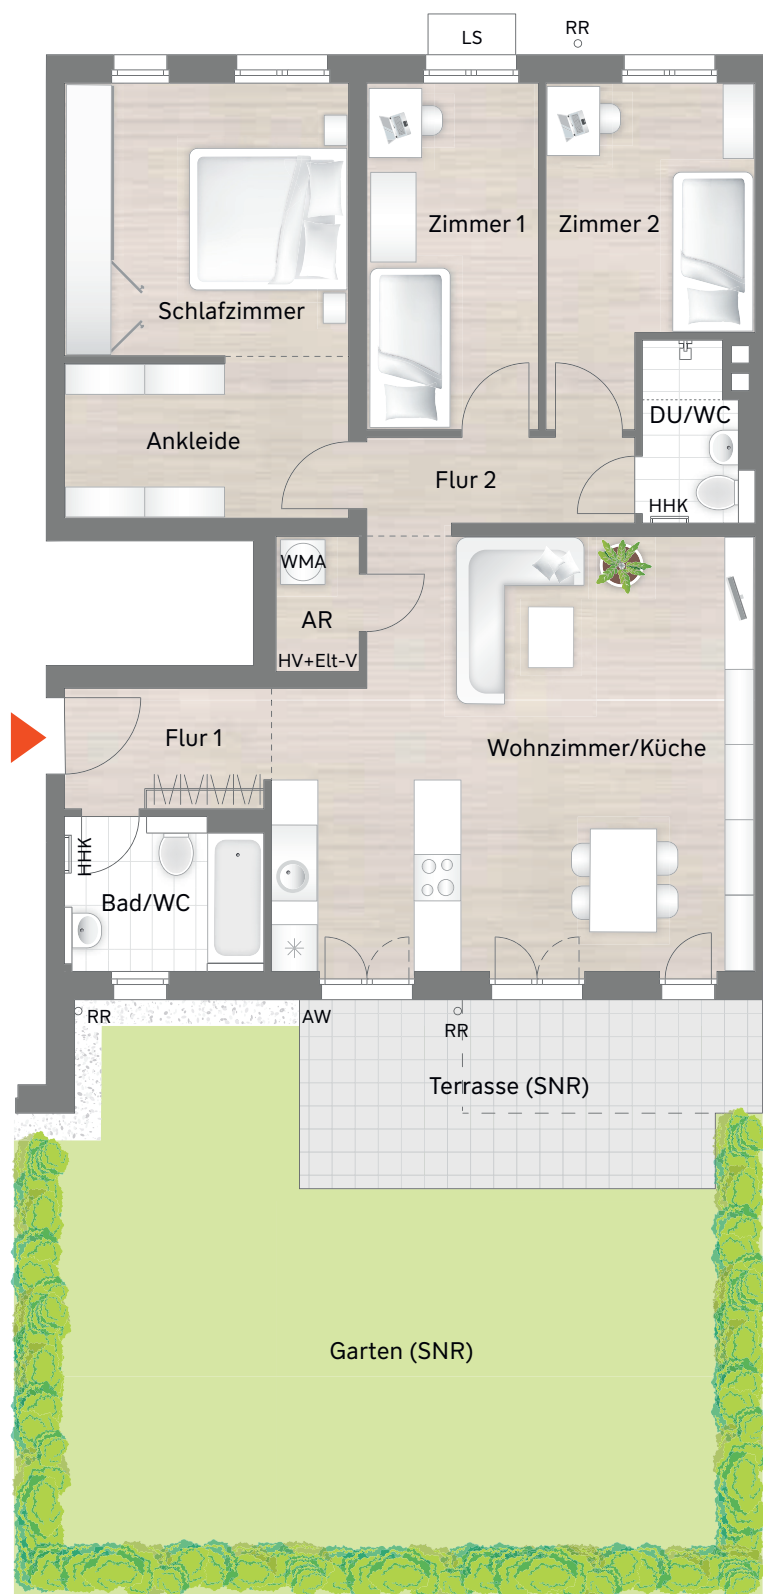 LS
RR
Zimmer 1
Zimmer 2
Schlafzimmer
DU/WC
Ankleide
Flur 2
HHK
WMA
AR
HV+Elt-V
Flur 1
Wohnzimmer/Küche
HHK
Bad/WC
RR
AW
RR
Terrasse (SNR)
Garten (SNR)